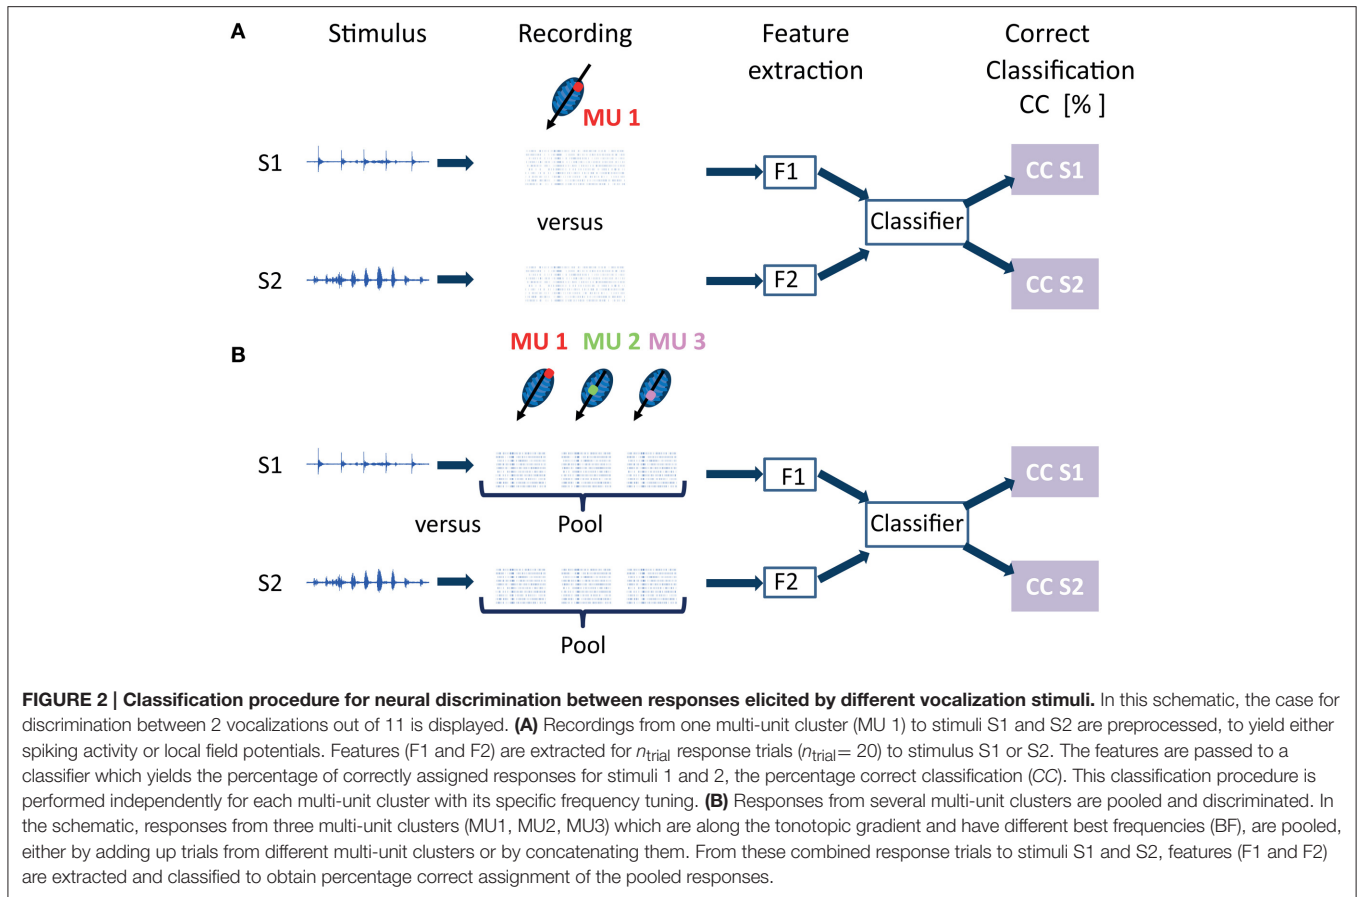 A Stimulus Recording Feature extraction Correct Classification CC [% ]
MU 1
S1 F1 CC S1
versus Classifier
S2 F2 CC S2
B MU 1 MU 2 MU 3
S1 F1 CC S1
versus Pool Classifier
S2 F2 CC S2
Pool
FIGURE 2 | Classification procedure for neural discrimination between responses elicited by different vocalization stimuli. In this schematic, the case for
discrimination between 2 vocalizations out of 11 is displayed. (A) Recordings from one multi-unit cluster (MU 1) to stimuli S1 and S2 are preprocessed, to yield either
spiking activity or local field potentials. Features (F1 and F2) are extracted for ntrial response trials (ntrial= 20) to stimulus S1 or S2. The features are passed to a
classifier which yields the percentage of correctly assigned responses for stimuli 1 and 2, the percentage correct classification (CC). This classification procedure is
performed independently for each multi-unit cluster with its specific frequency tuning. (B) Responses from several multi-unit clusters are pooled and discriminated. In
the schematic, responses from three multi-unit clusters (MU1, MU2, MU3) which are along the tonotopic gradient and have different best frequencies (BF), are pooled,
either by adding up trials from different multi-unit clusters or by concatenating them. From these combined response trials to stimuli S1 and S2, features (F1 and F2)
are extracted and classified to obtain percentage correct assignment of the pooled responses.